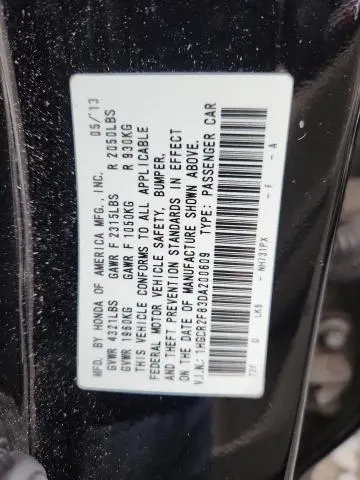 MFD. BY HONDA OF AMERICA MFG., INC. 05/'13
GVWR 4321LBS GAWR F 2315LBS R 2050LBS
GVWR 1960KG GAWR F 1050KG R 930KG
THIS VEHICLE CONFORMS TO ALL APPLICABLE
FEDERAL MOTOR VEHICLE SAFETY, BUMPER,
AND THEFT PREVENTION STANDARDS IN EFFECT
ON THE DATE OF MANUFACTURE SHOWN ABOVE.
V.I.N.: 1HGCR2F83DA200609 TYPE: PASSENGER CAR
D LKB NH731PX F - A